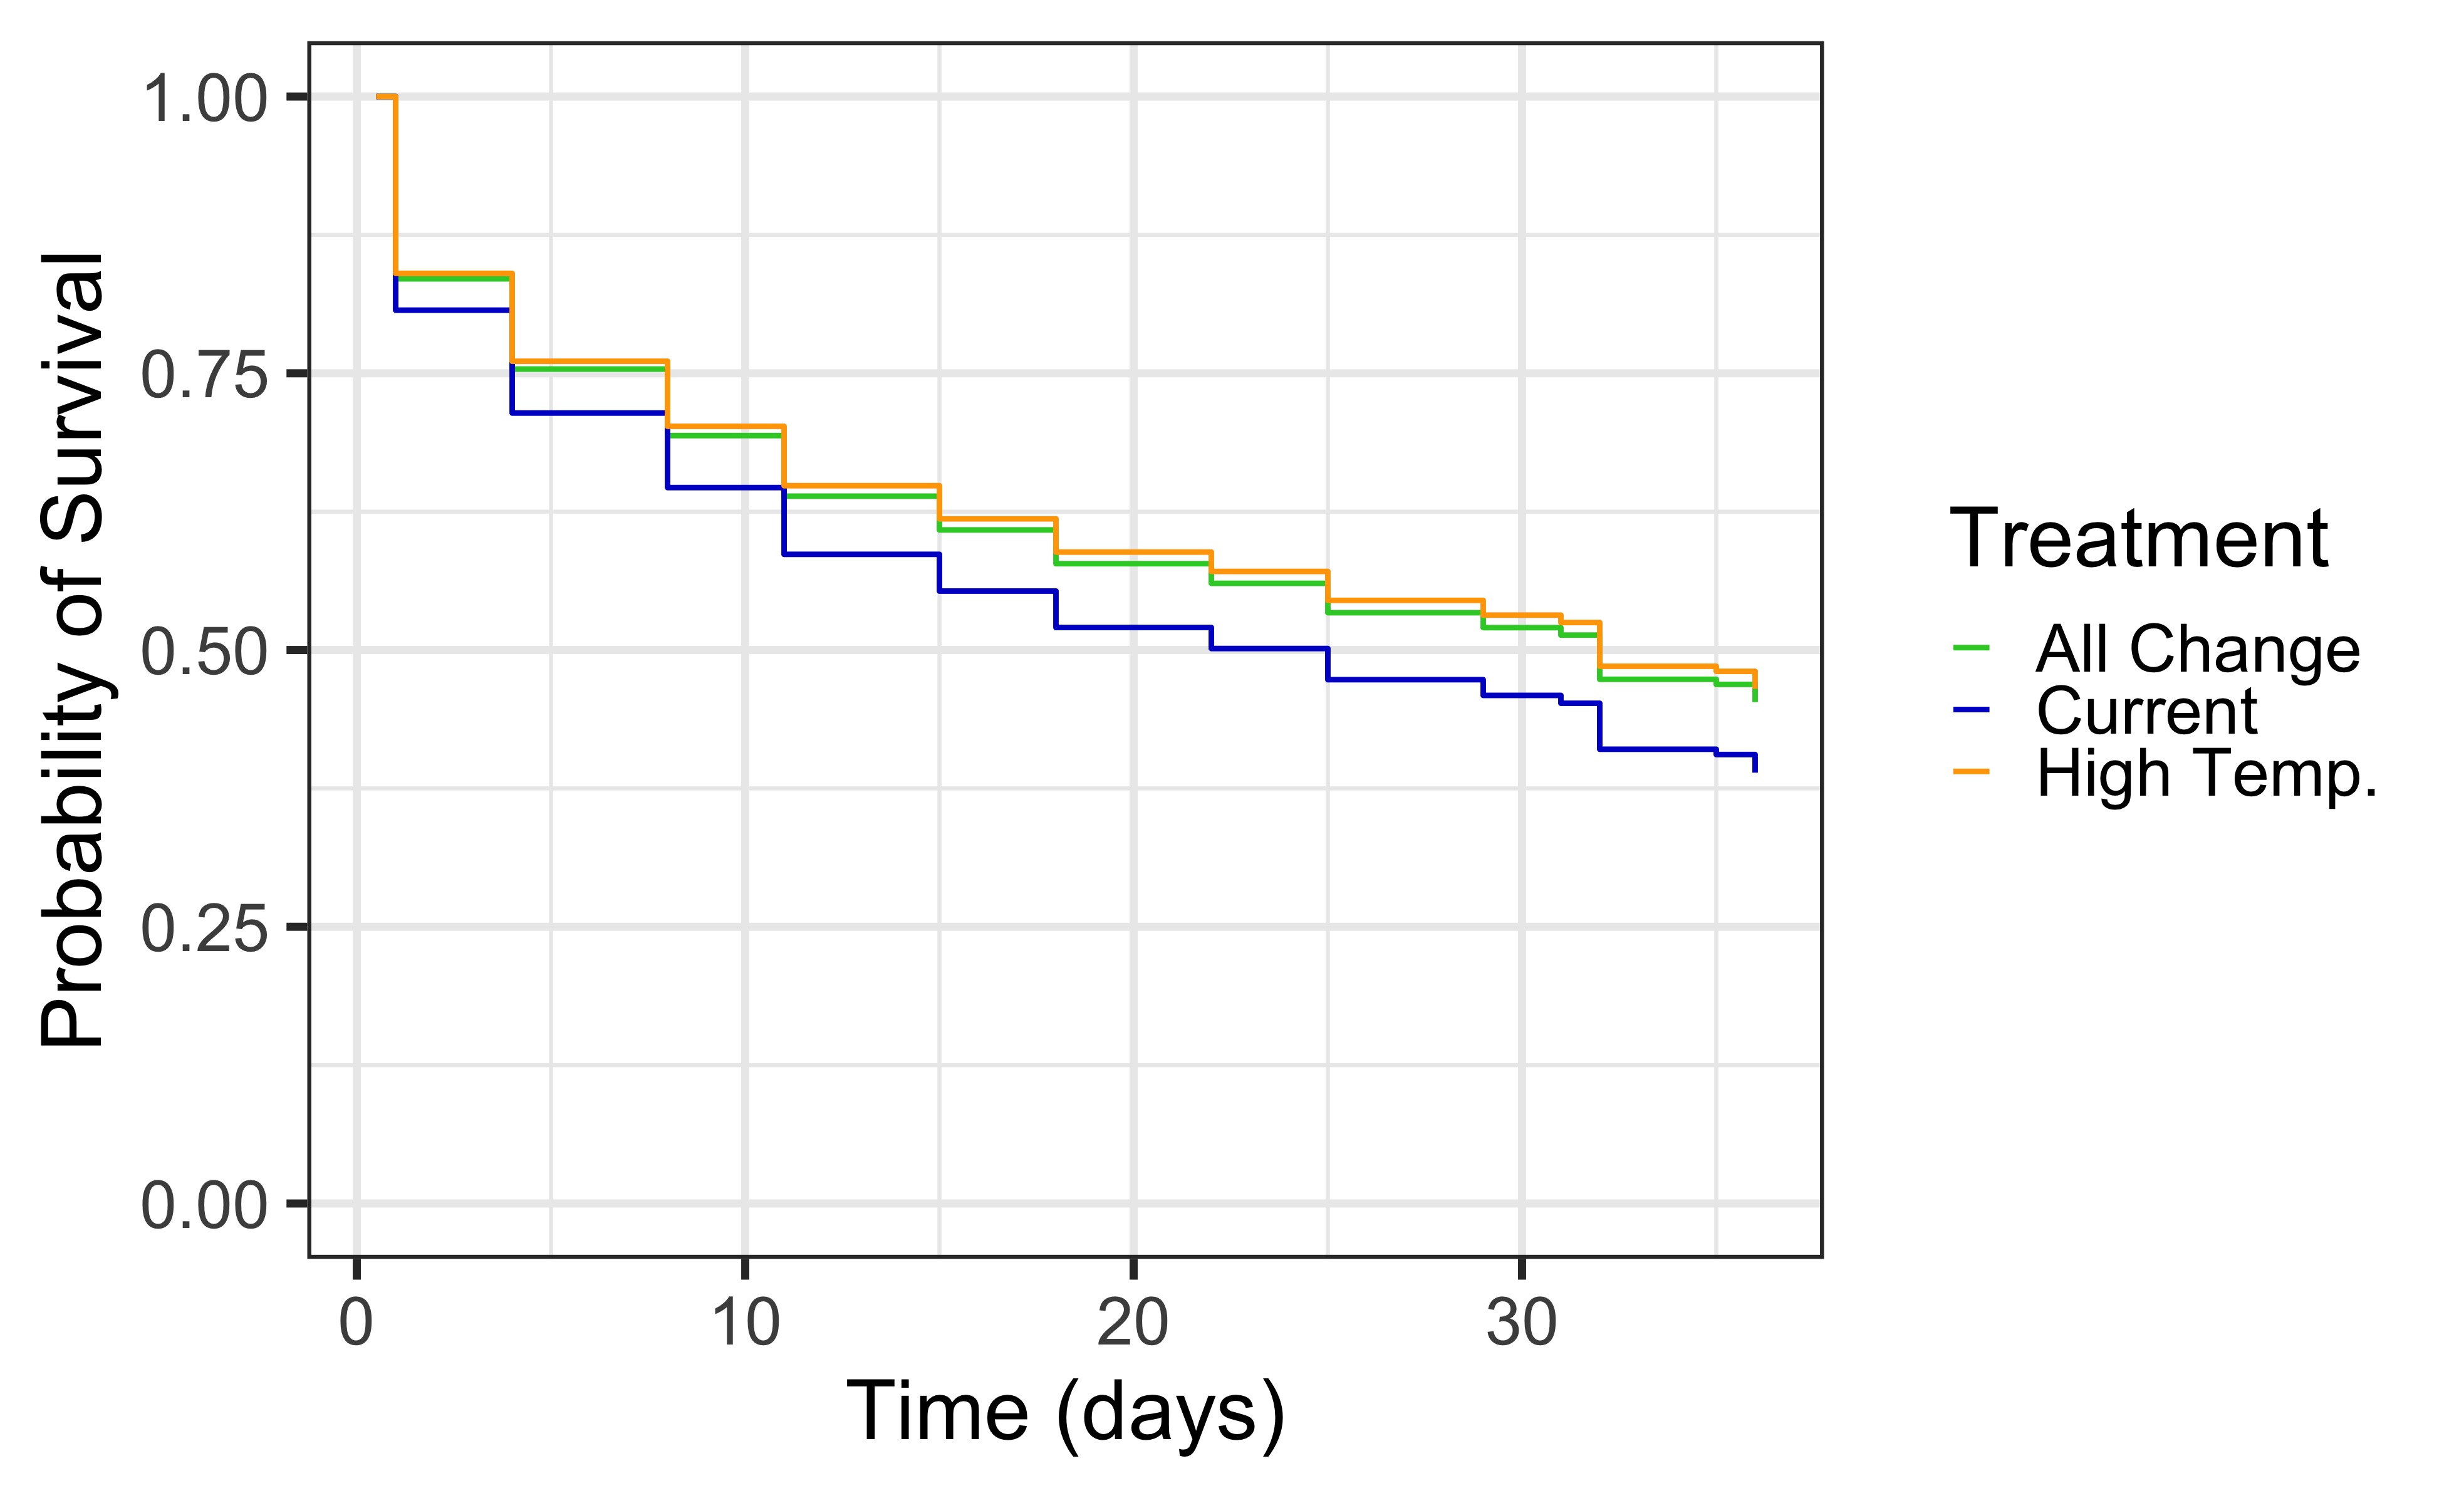 Probability of Survival
1.00
0.75
0.50
0.25
0.00
0 10 20 30
Time (days)
Treatment
All Change
Current
High Temp.